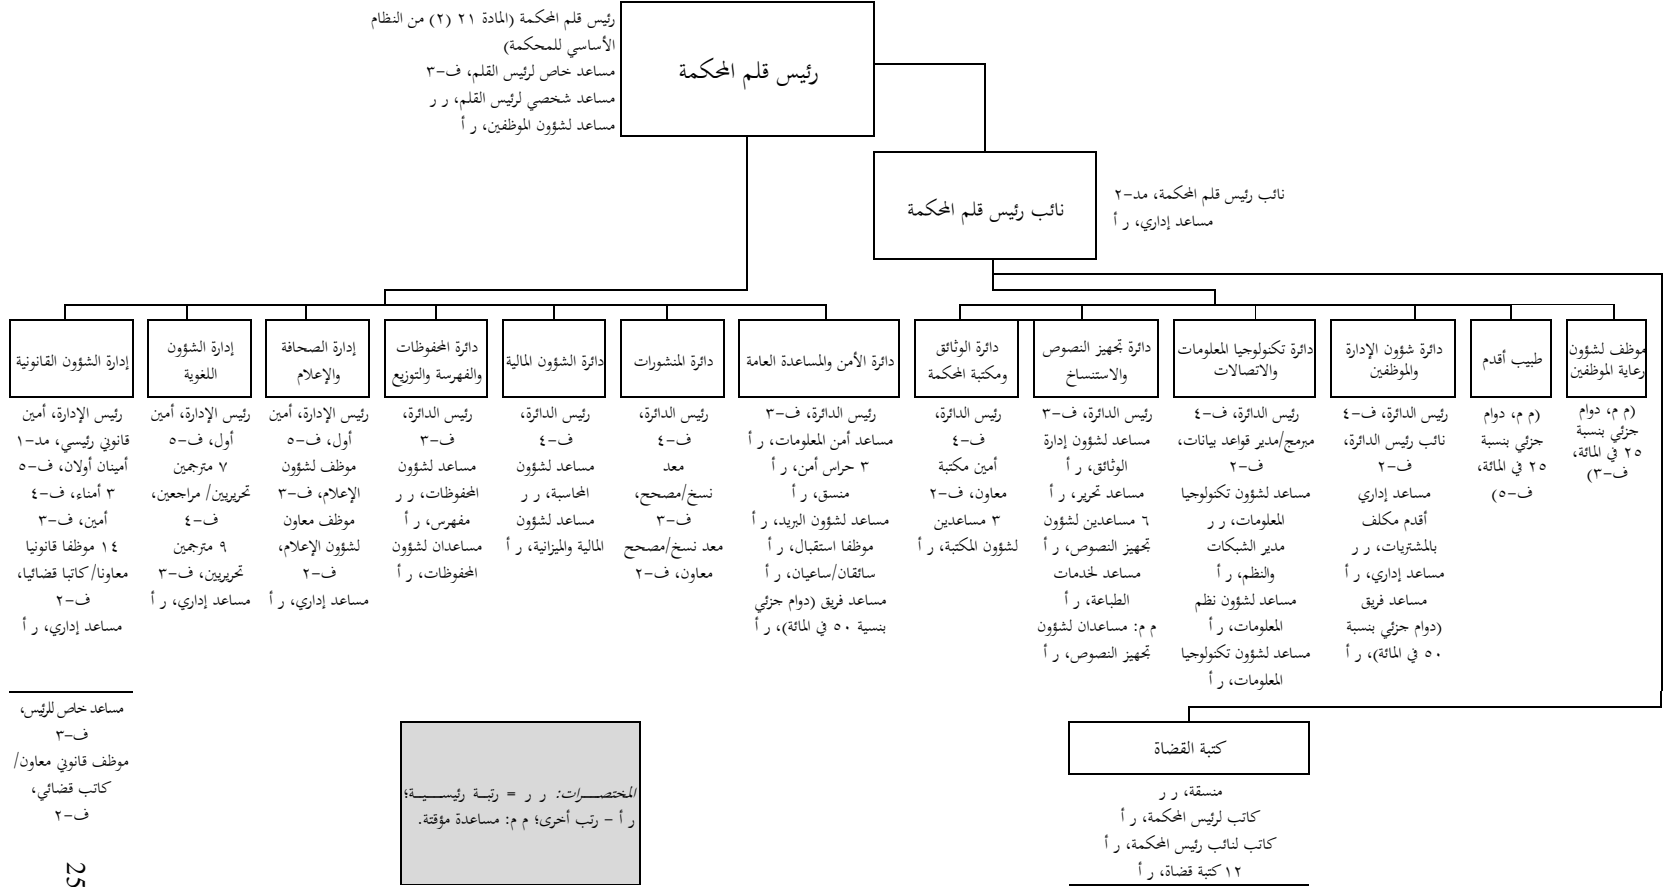 رئيس قلم المحكمة
رئيس قلم المحكمة (المادة ٢١ (٢) من النظام
الأساسي للمحكمة)
مساعد خاص لرئيس القلم، ف-٣
مساعد شخصي لرئيس القلم، ر ر
مساعد لشؤون الموظفين، ر أ
نائب رئيس قلم المحكمة
نائب رئيس قلم المحكمة، مد-٢
مساعد إداري، ر أ
موظف لشؤون
رعاية الموظفين
(م م، دوام
جزئي بنسبة
٢٥ في المائة،
ف-٣)
طبيب أقدم
(م م، دوام
جزئي بنسبة
٢٥ في المائة،
ف-٥)
دائرة شؤون الإدارة
والموظفين
رئيس الدائرة، ف-٤
نائب رئيس الدائرة،
ف-٢
مساعد إداري
أقدم مكلف
بالمشتريات، ر ر
مساعد إداري، ر أ
مساعد فريق
(دوام جزئي بنسبة
٥٠ في المائة)، ر أ
دائرة تكنولوجيا المعلومات
والاتصالات
رئيس الدائرة، ف-٤
مبرمج/مدير قواعد بيانات،
ف-٢
مساعد لشؤون تكنولوجيا
المعلومات، ر ر
مدير الشبكات
والنظم، ر أ
مساعد لشؤون نظم
المعلومات، ر أ
مساعد لشؤون تكنولوجيا
المعلومات، ر أ
دائرة تجهيز النصوص
والاستنساخ
رئيس الدائرة، ف-٣
مساعد لشؤون إدارة
الوثائق، ر أ
مساعد تحرير، ر أ
٦ مساعدين لشؤون
تجهيز النصوص، ر أ
مساعد لخدمات
الطباعة، ر أ
م م: مساعدان لشؤون
تجهيز النصوص، ر أ
دائرة الوثائق
ومكتبة المحكمة
رئيس الدائرة،
ف-٤
أمين مكتبة
معاون، ف-٢
٣ مساعدين
لشؤون المكتبة، ر أ
دائرة الأمن والمساعدة العامة
رئيس الدائرة، ف-٣
مساعد أمن المعلومات، ر أ
٣ حراس أمن، ر أ
منسق، ر أ
مساعد لشؤون البريد، ر أ
موظفا استقبال، ر أ
سائقان/ساعيان، ر أ
مساعد فريق (دوام جزئي
بنسبة ٥٠ في المائة)، ر أ
دائرة المنشورات
رئيس الدائرة،
ف-٤
معد
نسخ/مصحح،
ف-٣
معد نسخ/مصحح
معاون، ف-٢
دائرة الشؤون المالية
رئيس الدائرة،
ف-٤
مساعد لشؤون
المحاسبة، ر ر
مساعد لشؤون
المالية والميزانية، ر أ
دائرة المحفوظات
والفهرسة والتوزيع
رئيس الدائرة،
ف-٣
مساعد لشؤون
المحفوظات، ر ر
مفهرس، ر أ
مساعدان لشؤون
المحفوظات، ر أ
إدارة الصحافة
والإعلام
رئيس الإدارة، أمين
أول، ف-٥
موظف لشؤون
الإعلام، ف-٣
موظف معاون
لشؤون الإعلام،
ف-٢
مساعد إداري، ر أ
إدارة الشؤون
اللغوية
رئيس الإدارة، أمين
أول، ف-٥
٧ مترجمين
تحريريين/ مراجعين،
ف-٤
٩ مترجمين
تحريريين، ف-٣
مساعد إداري، ر أ
إدارة الشؤون القانونية
رئيس الإدارة، أمين
قانوني رئيسي، مد-١
أمينان أولان، ف-٥
٣ أمناء، ف-٤
أمين، ف-٣
١٤ موظفا قانونيا
معاونا/كاتبا قضائيا،
ف-٢
مساعد إداري، ر أ
مساعد خاص للرئيس،
ف-٣
موظف قانوني معاون/
كاتب قضائي،
ف-٢
كتبة القضاة
منسقة، ر ر
كاتب لرئيس المحكمة، ر أ
كاتب لنائب رئيس المحكمة، ر أ
١٢ كتبة قضاة، ر أ
المختصـــــرات: ر ر = رتبـة رئيســـــيـة؛
ر أ - رتب أخرى؛ م م: مساعدة مؤقتة.
25